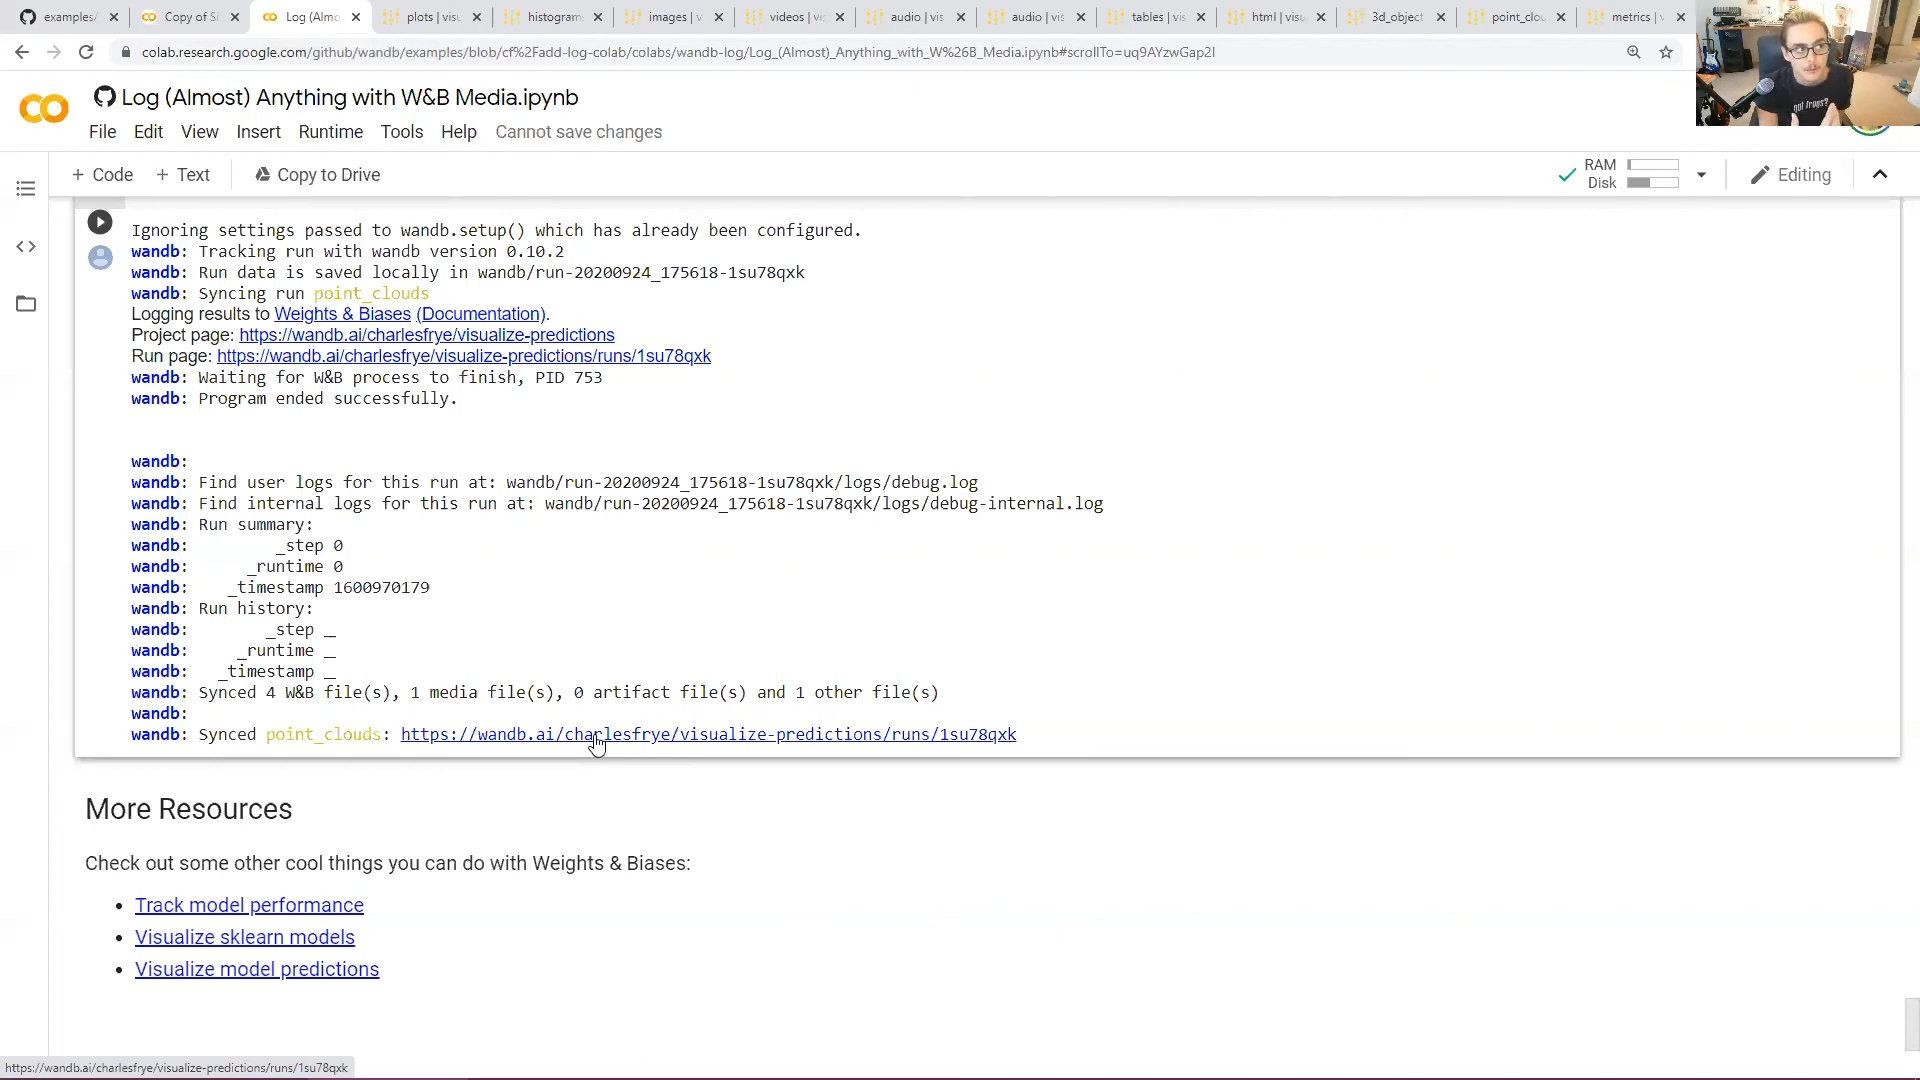 examples/
Copy of Si
Log (Almo
plots | visu
histogram
images | v
videos | vis
audio | vis
audio | vis
tables | vis
html | visu
3d_object
point_clou
metrics | v
colab.research.google.com/github/wandb/examples/blob/cf%2Fadd-log-colab/colabs/wandb-log/Log_(Almost)_Anything_with_W%26B_Media.ipynb#scrollTo=uq9AYzwGap2l
Log (Almost) Anything with W&B Media.ipynb
File Edit View Insert Runtime Tools Help Cannot save changes
got frogs?
+ Code + Text Copy to Drive
RAM
Disk
Editing
Ignoring settings passed to wandb.setup() which has already been configured.
wandb: Tracking run with wandb version 0.10.2
wandb: Run data is saved locally in wandb/run-20200924_175618-1su78qxk
wandb: Syncing run point_clouds
Logging results to Weights & Biases (Documentation).
Project page: https://wandb.ai/charlesfrye/visualize-predictions
Run page: https://wandb.ai/charlesfrye/visualize-predictions/runs/1su78qxk
wandb: Waiting for W&B process to finish, PID 753
wandb: Program ended successfully.
wandb:
wandb: Find user logs for this run at: wandb/run-20200924_175618-1su78qxk/logs/debug.log
wandb: Find internal logs for this run at: wandb/run-20200924_175618-1su78qxk/logs/debug-internal.log
wandb: Run summary:
wandb: _step 0
wandb: _runtime 0
wandb: _timestamp 1600970179
wandb: Run history:
wandb: _step _
wandb: _runtime _
wandb: _timestamp _
wandb: Synced 4 W&B file(s), 1 media file(s), 0 artifact file(s) and 1 other file(s)
wandb:
wandb: Synced point_clouds: https://wandb.ai/charlesfrye/visualize-predictions/runs/1su78qxk
More Resources
Check out some other cool things you can do with Weights & Biases:
• Track model performance
• Visualize sklearn models
• Visualize model predictions
https://wandb.ai/charlesfrye/visualize-predictions/runs/1su78qxk